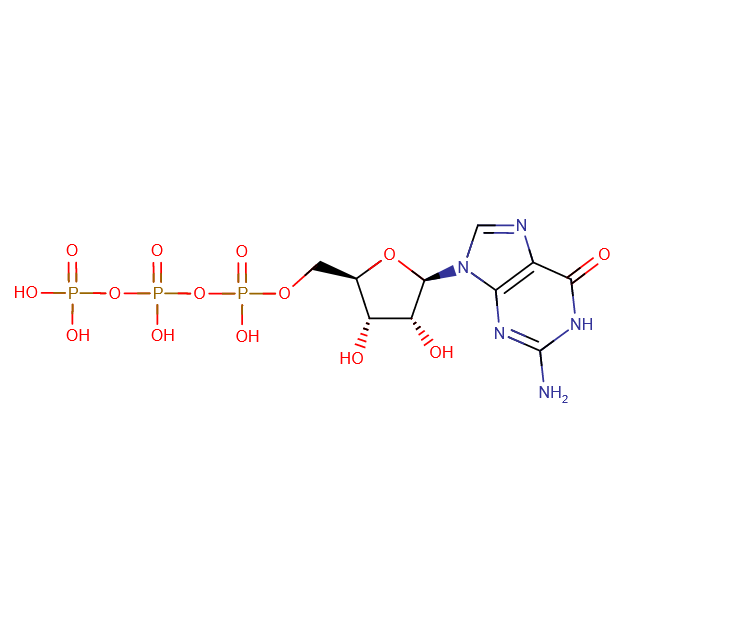 O O O
HO P O P O P O
OH OH OH
O
HO OH
N N
N NH
O
NH2